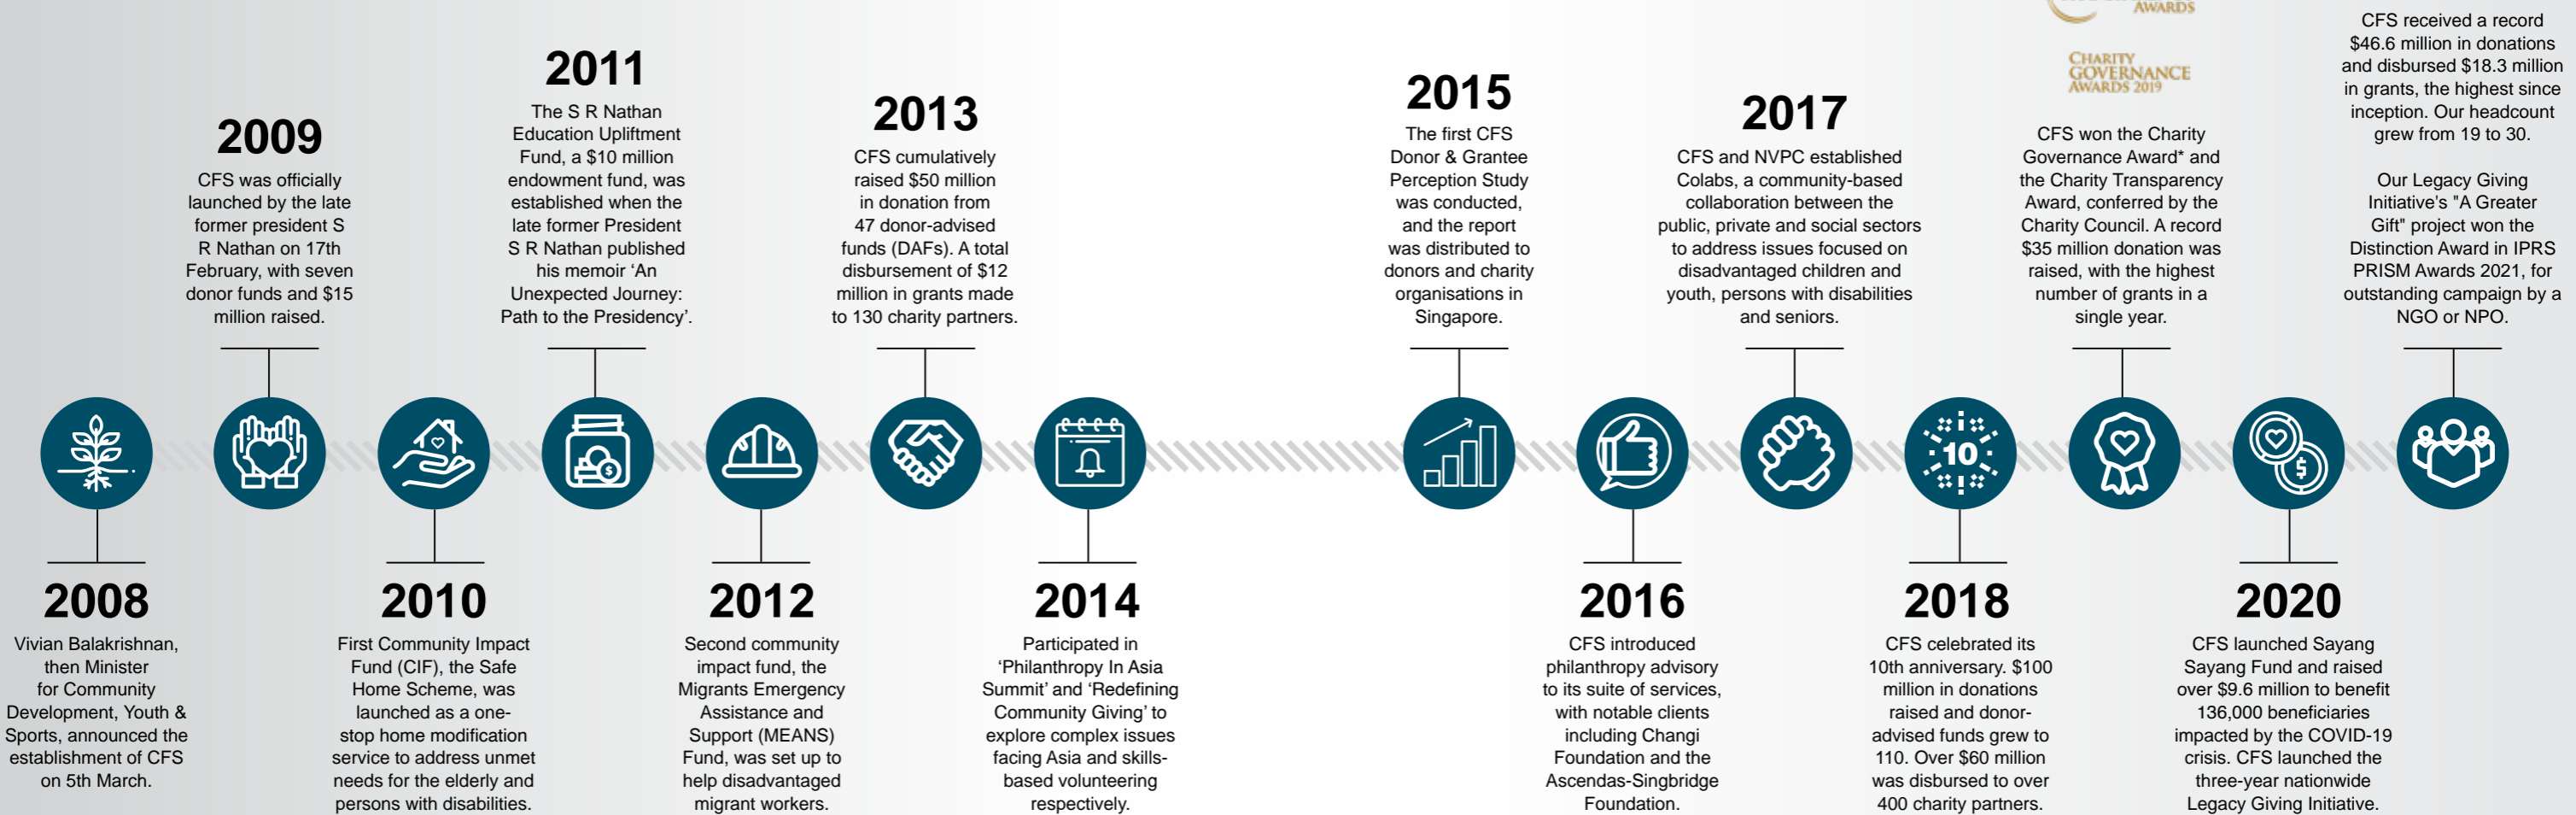 2008
Vivian Balakrishnan,
then Minister
for Community
Development, Youth &
Sports, announced the
establishment of CFS
on 5th March.
2009
CFS was officially
launched by the late
former president S
R Nathan on 17th
February, with seven
donor funds and $15
million raised.
2010
First Community Impact
Fund (CIF), the Safe
Home Scheme, was
launched as a one-
stop home modification
service to address unmet
needs for the elderly and
persons with disabilities.
2011
The S R Nathan
Education Upliftment
Fund, a $10 million
endowment fund, was
established when the
late former President
S R Nathan published
his memoir ‘An
Unexpected Journey:
Path to the Presidency’.
$
2012
Second community
impact fund, the
Migrants Emergency
Assistance and
Support (MEANS)
Fund, was set up to
help disadvantaged
migrant workers.
2013
CFS cumulatively
raised $50 million
in donation from
47 donor-advised
funds (DAFs). A total
disbursement of $12
million in grants made
to 130 charity partners.
2014
Participated in
‘Philanthropy In Asia
Summit’ and ‘Redefining
Community Giving’ to
explore complex issues
facing Asia and skills-
based volunteering
respectively.
2015
The first CFS
Donor & Grantee
Perception Study
was conducted,
and the report
was distributed to
donors and charity
organisations in
Singapore.
2016
CFS introduced
philanthropy advisory
to its suite of services,
with notable clients
including Changi
Foundation and the
Ascendas-Singbridge
Foundation.
2017
CFS and NVPC established
Colabs, a community-based
collaboration between the
public, private and social sectors
to address issues focused on
disadvantaged children and
youth, persons with disabilities
and seniors.
10
2018
CFS celebrated its
10th anniversary. $100
million in donations
raised and donor-
advised funds grew to
110. Over $60 million
was disbursed to over
400 charity partners.
AWARDS
CHARITY
GOVERNANCE
AWARDS 2019
CFS won the Charity
Governance Award* and
the Charity Transparency
Award, conferred by the
Charity Council. A record
$35 million donation was
raised, with the highest
number of grants in a
single year.
$
2020
CFS launched Sayang
Sayang Fund and raised
over $9.6 million to benefit
136,000 beneficiaries
impacted by the COVID-19
crisis. CFS launched the
three-year nationwide
Legacy Giving Initiative.
CFS received a record
$46.6 million in donations
and disbursed $18.3 million
in grants, the highest since
inception. Our headcount
grew from 19 to 30.
Our Legacy Giving
Initiative's "A Greater
Gift" project won the
Distinction Award in IPRS
PRISM Awards 2021, for
outstanding campaign by a
NGO or NPO.